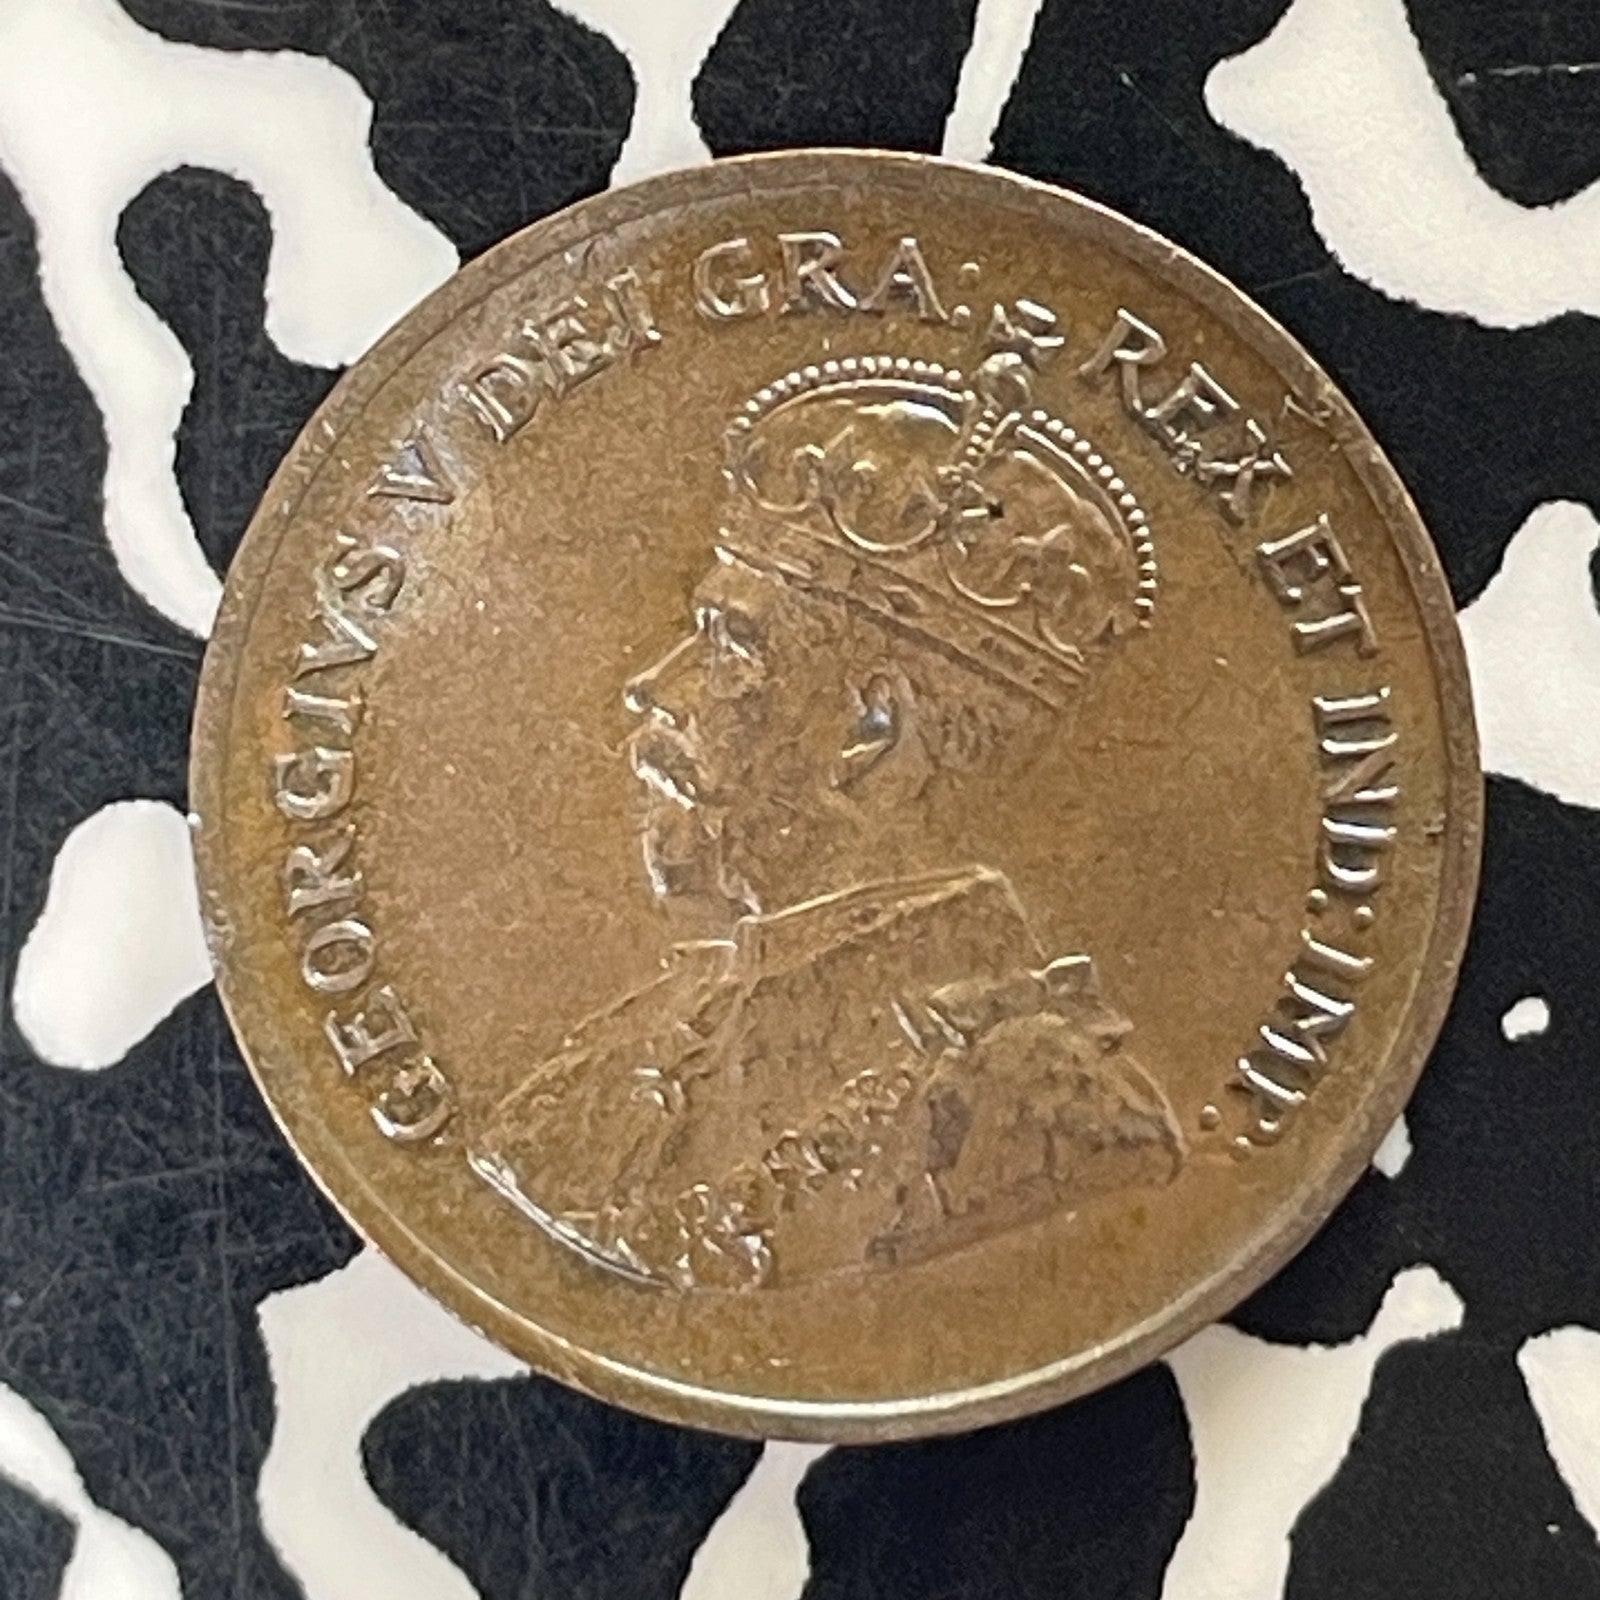 GEORGIVS V DEI GRA: REX ET IND: IMP: